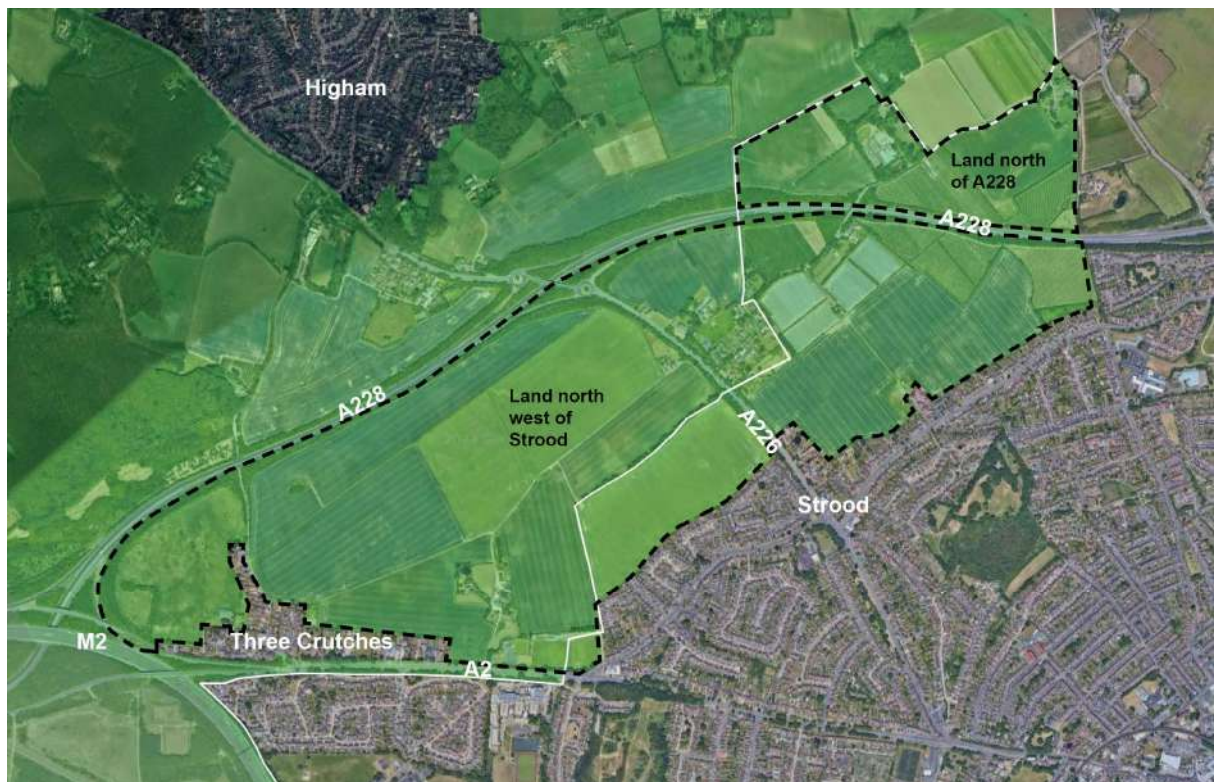 Higham
Land north
of A228
A228
A228
Land north
west of
Strood
A226
Strood
M2
Three Crutches
A2